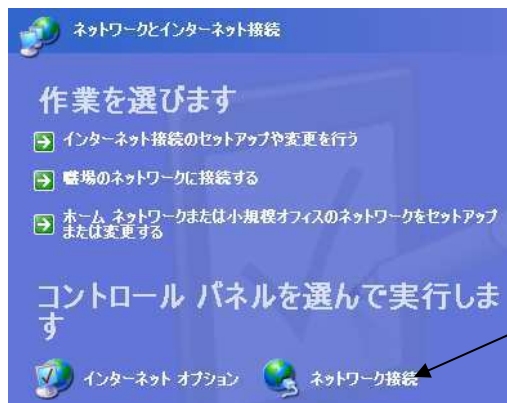 ネットワークとインターネット接続
作業を選びます
インターネット接続のセットアップや変更を行う
職場のネットワークに接続する
ホーム ネットワークまたは小規模オフィスのネットワークをセットアップ
または変更する
コントロール パネルを選んで実行しま
す
インターネット オプション ネットワーク接続